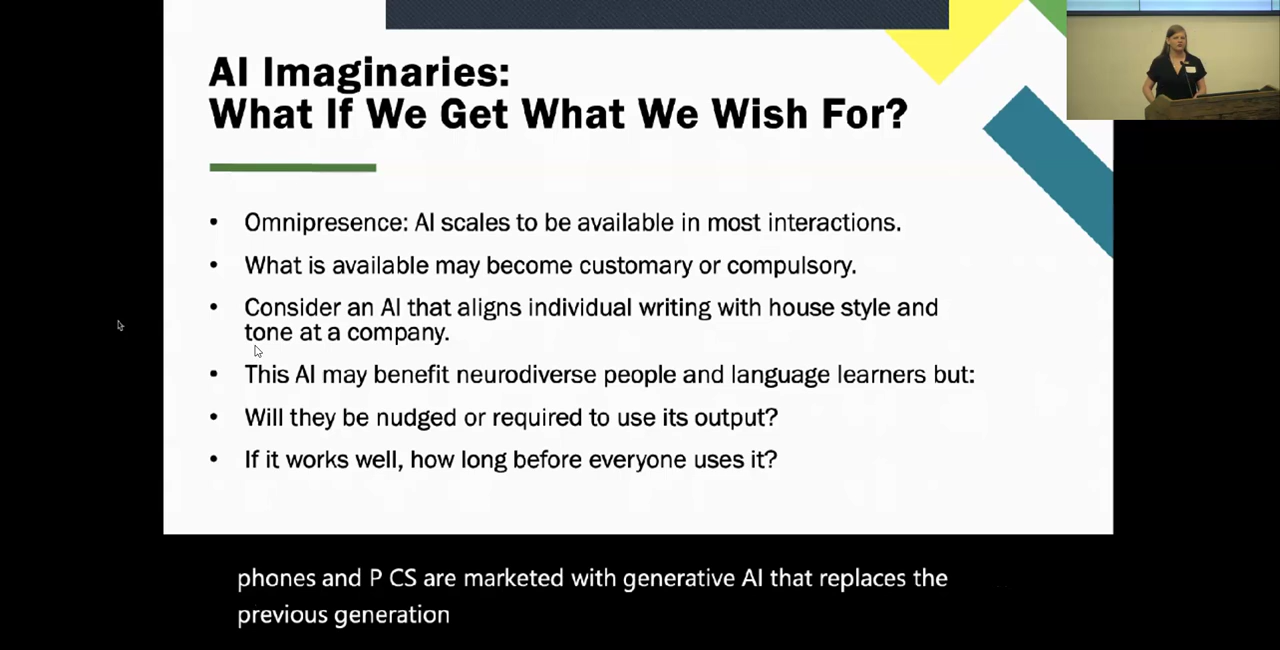 AI Imaginaries:
What If We Get What We Wish For?
• Omnipresence: AI scales to be available in most interactions.
• What is available may become customary or compulsory.
• Consider an AI that aligns individual writing with house style and
tone at a company.
• This AI may benefit neurodiverse people and language learners but:
• Will they be nudged or required to use its output?
• If it works well, how long before everyone uses it?
phones and P CS are marketed with generative AI that replaces the
previous generation